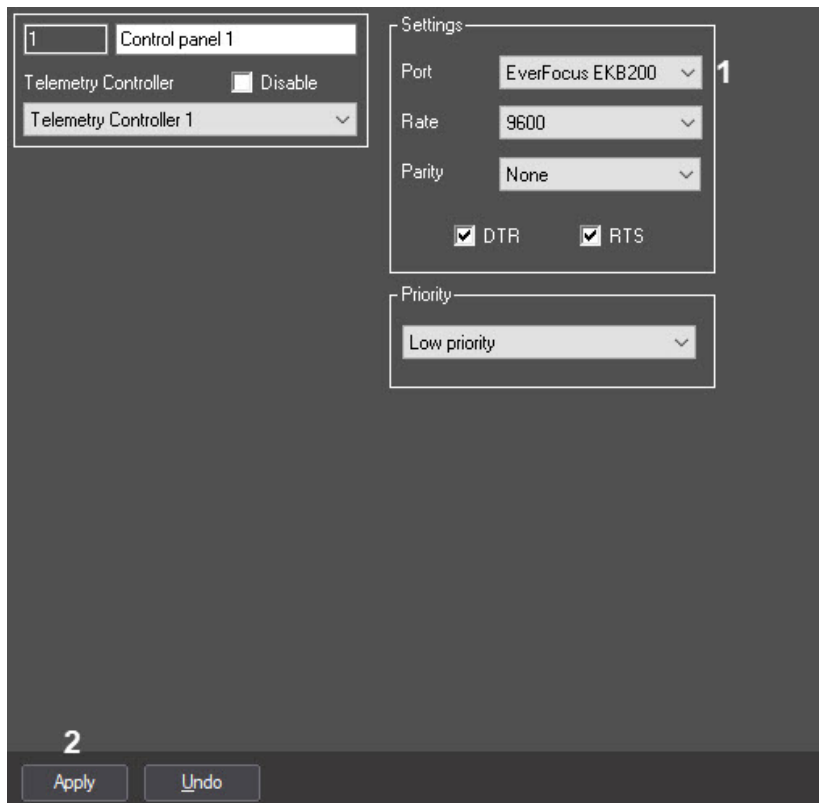 1 Control panel 1
Telemetry Controller Disable
Telemetry Controller 1
Settings
Port EverFocus EKB200 1
Rate 9600
Parity None
DTR RTS
Priority
Low priority
2
Apply Undo